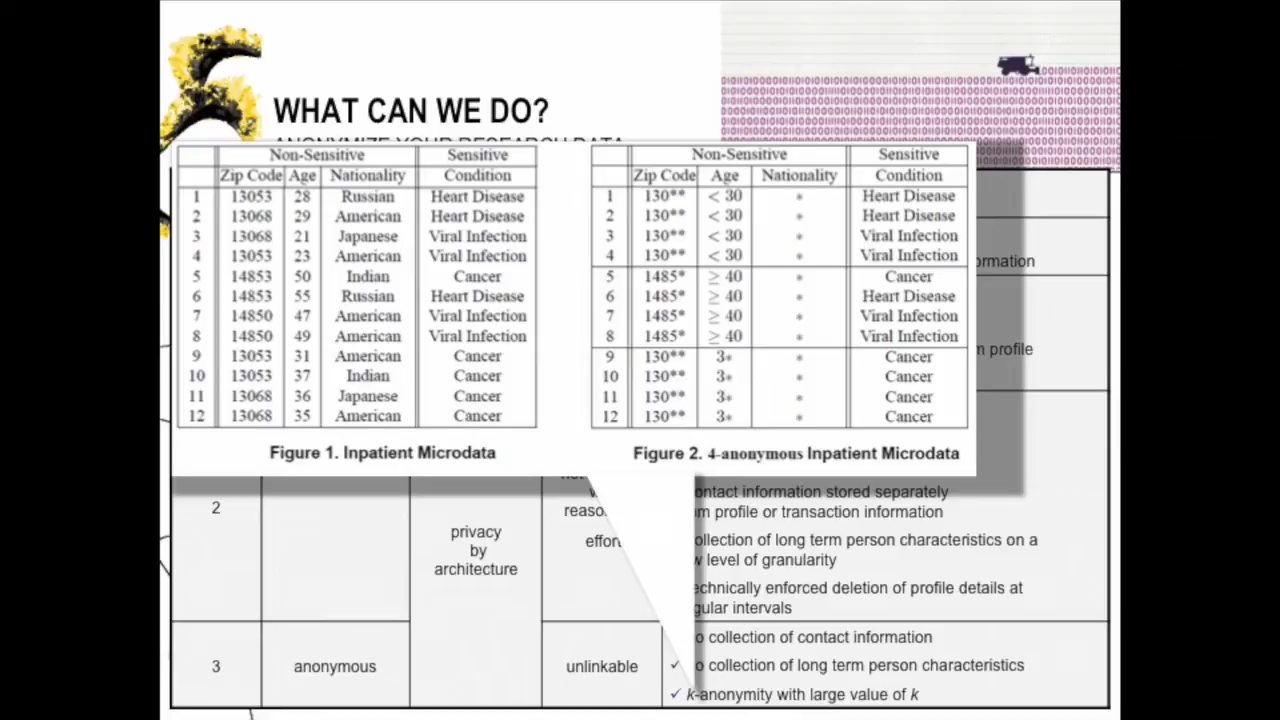 WHAT CAN WE DO?
ANONYMIZE YOUR RESEARCH DATA
Non-Sensitive Sensitive
Zip Code Age Nationality Condition
1 13053 28 Russian Heart Disease
2 13068 29 American Heart Disease
3 13068 21 Japanese Viral Infection
4 13053 23 American Viral Infection
5 14853 50 Indian Cancer
6 14853 55 Russian Heart Disease
7 14850 47 American Viral Infection
8 14850 49 American Viral Infection
9 13053 31 American Cancer
10 13053 37 Indian Cancer
11 13068 36 Japanese Cancer
12 13068 35 American Cancer
Figure 1. Inpatient Microdata
Non-Sensitive Sensitive
Zip Code Age Nationality Condition
1 130** < 30 * Heart Disease
2 130** < 30 * Heart Disease
3 130** < 30 * Viral Infection
4 130** < 30 * Viral Infection
5 1485* ≥ 40 * Cancer
6 1485* ≥ 40 * Heart Disease
7 1485* ≥ 40 * Viral Infection
8 1485* ≥ 40 * Viral Infection
9 130** 3* * Cancer
10 130** 3* * Cancer
11 130** 3* * Cancer
12 130** 3* * Cancer
Figure 2. 4-anonymous Inpatient Microdata
profile
2
privacy
by
architecture
contact information stored separately
profile or transaction information
collection of long term person characteristics on a
level of granularity
technically enforced deletion of profile details at
intervals
3
anonymous
unlinkable
collection of contact information
✓ collection of long term person characteristics
✓ k-anonymity with large value of k